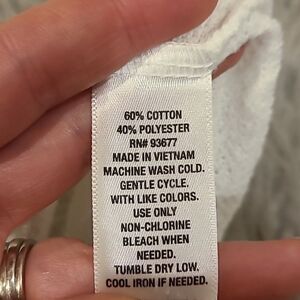 60% COTTON
40% POLYESTER
RN# 93677
MADE IN VIETNAM
MACHINE WASH COLD.
GENTLE CYCLE.
WITH LIKE COLORS.
USE ONLY
NON-CHLORINE
BLEACH WHEN
NEEDED.
TUMBLE DRY LOW.
COOL IRON IF NEEDED.